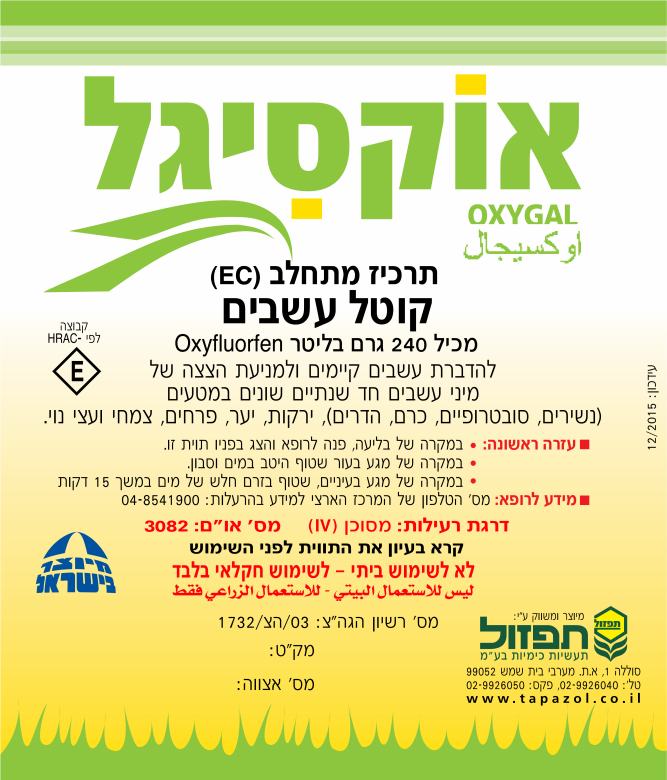 אוקסיגל
OXYGAL
اوكسيجال
תרכיז מתחלב (EC)
קוטל עשבים
מכיל 240 גרם בליטר Oxyfluorfen
קבוצה
לפי -HRAC
E
להדברת עשבים קיימים ולמניעת הצצה של
מיני עשבים חד שנתיים שונים במטעים
(נשירים, סובטרופיים, כרם, הדרים), ירקות, יער, פרחים, צמחי ועצי נוי.
עידכון: 12/2015
■ עזרה ראשונה: • במקרה של בליעה, פנה לרופא והצג בפניו תוית זו.
• במקרה של מגע בעור שטוף היטב במים וסבון.
• במקרה של מגע בעיניים, שטוף בזרם חלש של מים במשך 15 דקות
■ מידע לרופא: מס' הטלפון של המרכז הארצי למידע בהרעלות: 04-8541900
דרגת רעילות: מסוכן (IV) מס' או"ם: 3082
קרא בעיון את התווית לפני השימוש
לא לשימוש ביתי – לשימוש חקלאי בלבד
ليس للاستعمال البيتي - للاستعمال الزراعي فقط
מיוצר
בישראל
מס' רשיון הגה"צ: 03/הצ/1732
מק"ט:
מס' אצווה:
מיוצר ומשווק ע"י:
תפזול
תפזול
תעשיות כימיות בע"מ
סוללה 1, א.ת. מערבי בית שמש 99052
טל': 02-9926040, פקס: 02-9926050
www.tapazol.co.il